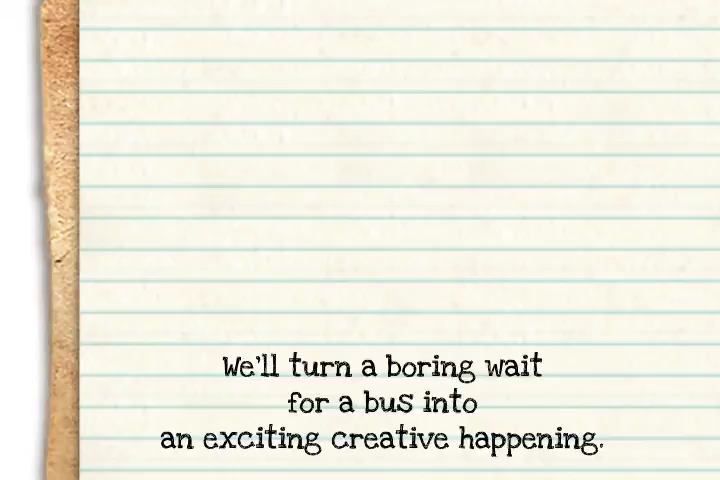 We'll turn a boring wait
for a bus into
an exciting creative happening.